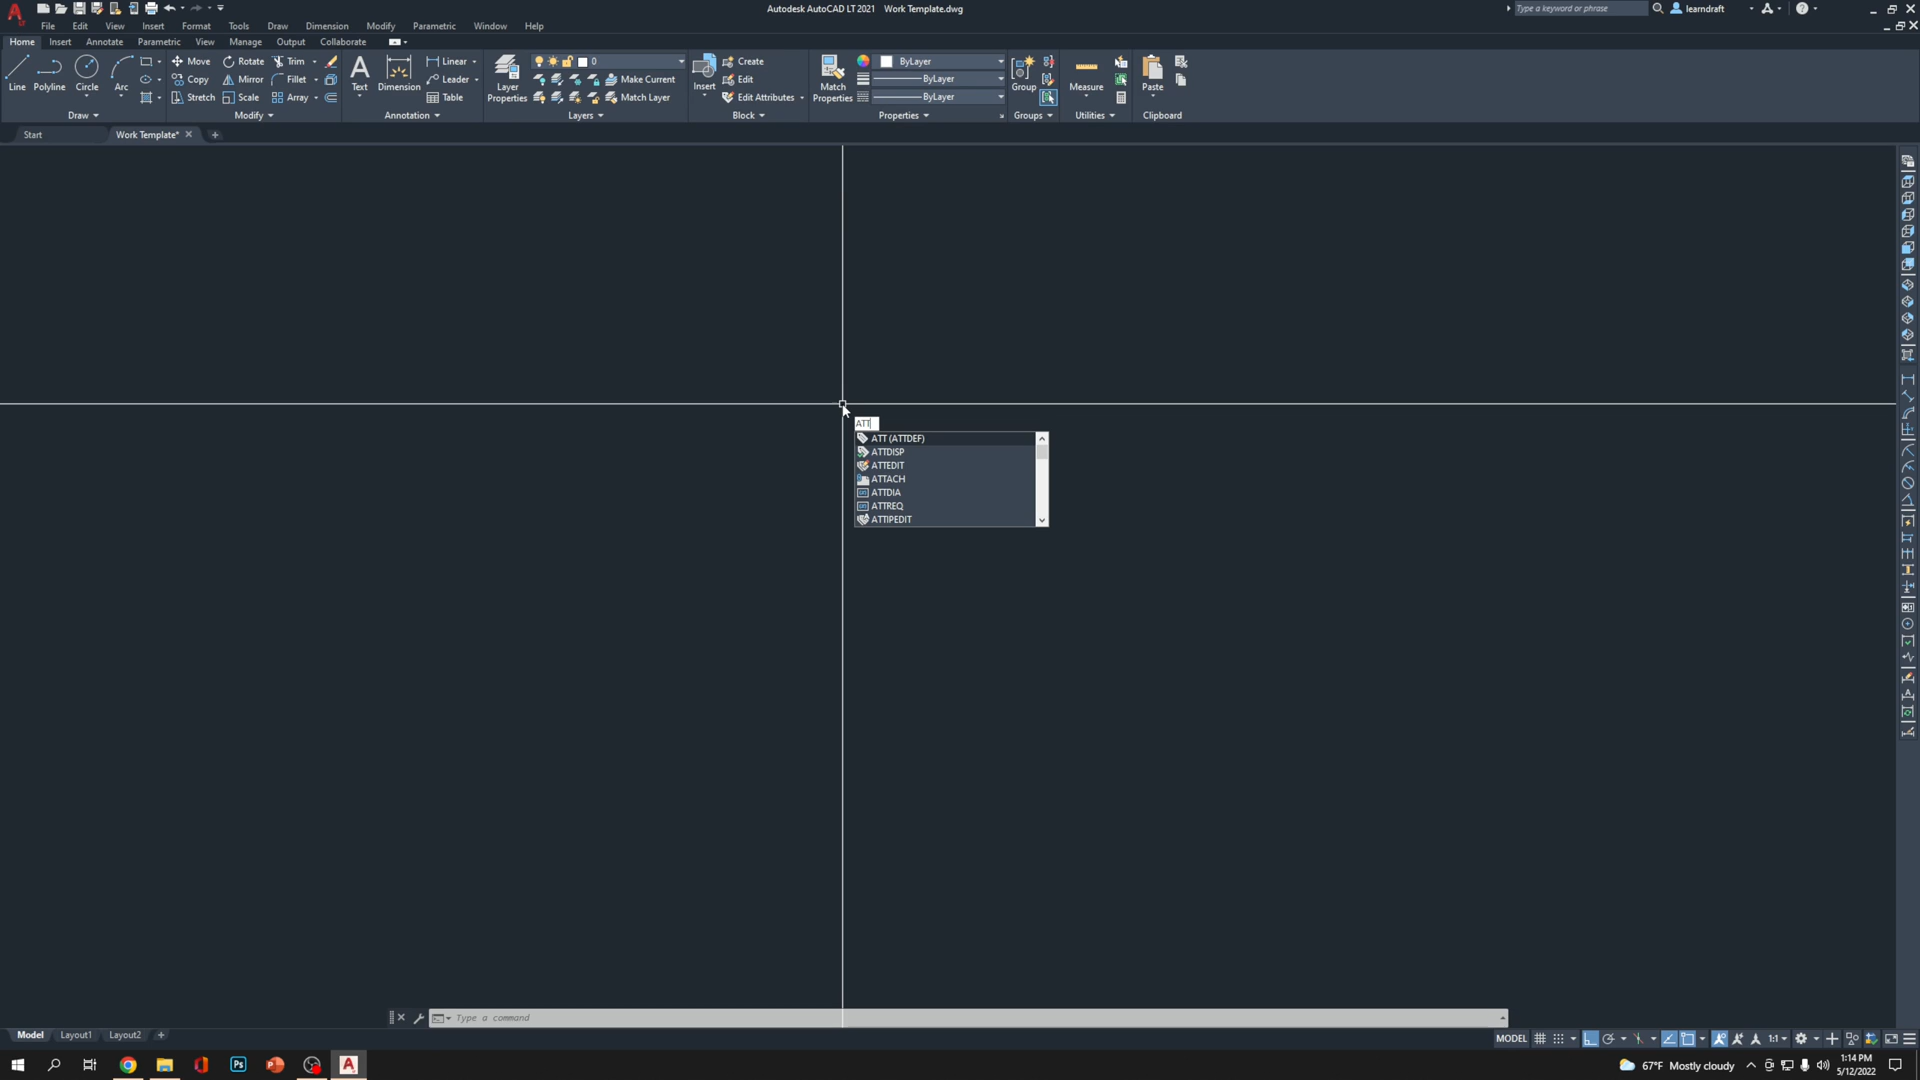 Autodesk AutoCAD LT 2021 Work Template.dwg
Type a keyword or phrase
learndraft
File Edit View Insert Format Tools Draw Dimension Modify Parametric Window Help
Home Insert Annotate Parametric View Manage Output Collaborate
Line Polyline Circle Arc
Move Rotate Trim
Copy Mirror Fillet
Stretch Scale Array
Text Dimension
Linear
Leader
Table
Layer Properties
0
Make Current
Match Layer
Insert
Create
Edit
Edit Attributes
Match Properties
ByLayer
ByLayer
ByLayer
Group
Measure
Paste
Draw Modify Annotation Layers Block Properties Groups Utilities Clipboard
Start Work Template*
ATT
ATT (ATTDEF)
ATTDISP
ATTEDIT
ATTACH
ATTDIA
ATTREQ
ATTIPEDIT
Type a command
Model Layout1 Layout2
MODEL 1:1
67°F Mostly cloudy
1:14 PM
5/12/2022